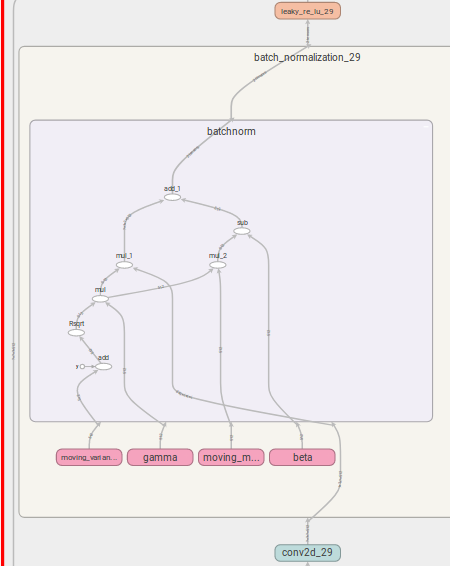 leaky_re_lu_29
batch_normalization_29
batchnorm
add_1
sub
mul_1
mul_2
mul
Rsqrt
y
add
moving_varian...
gamma
moving_m...
beta
conv2d_29